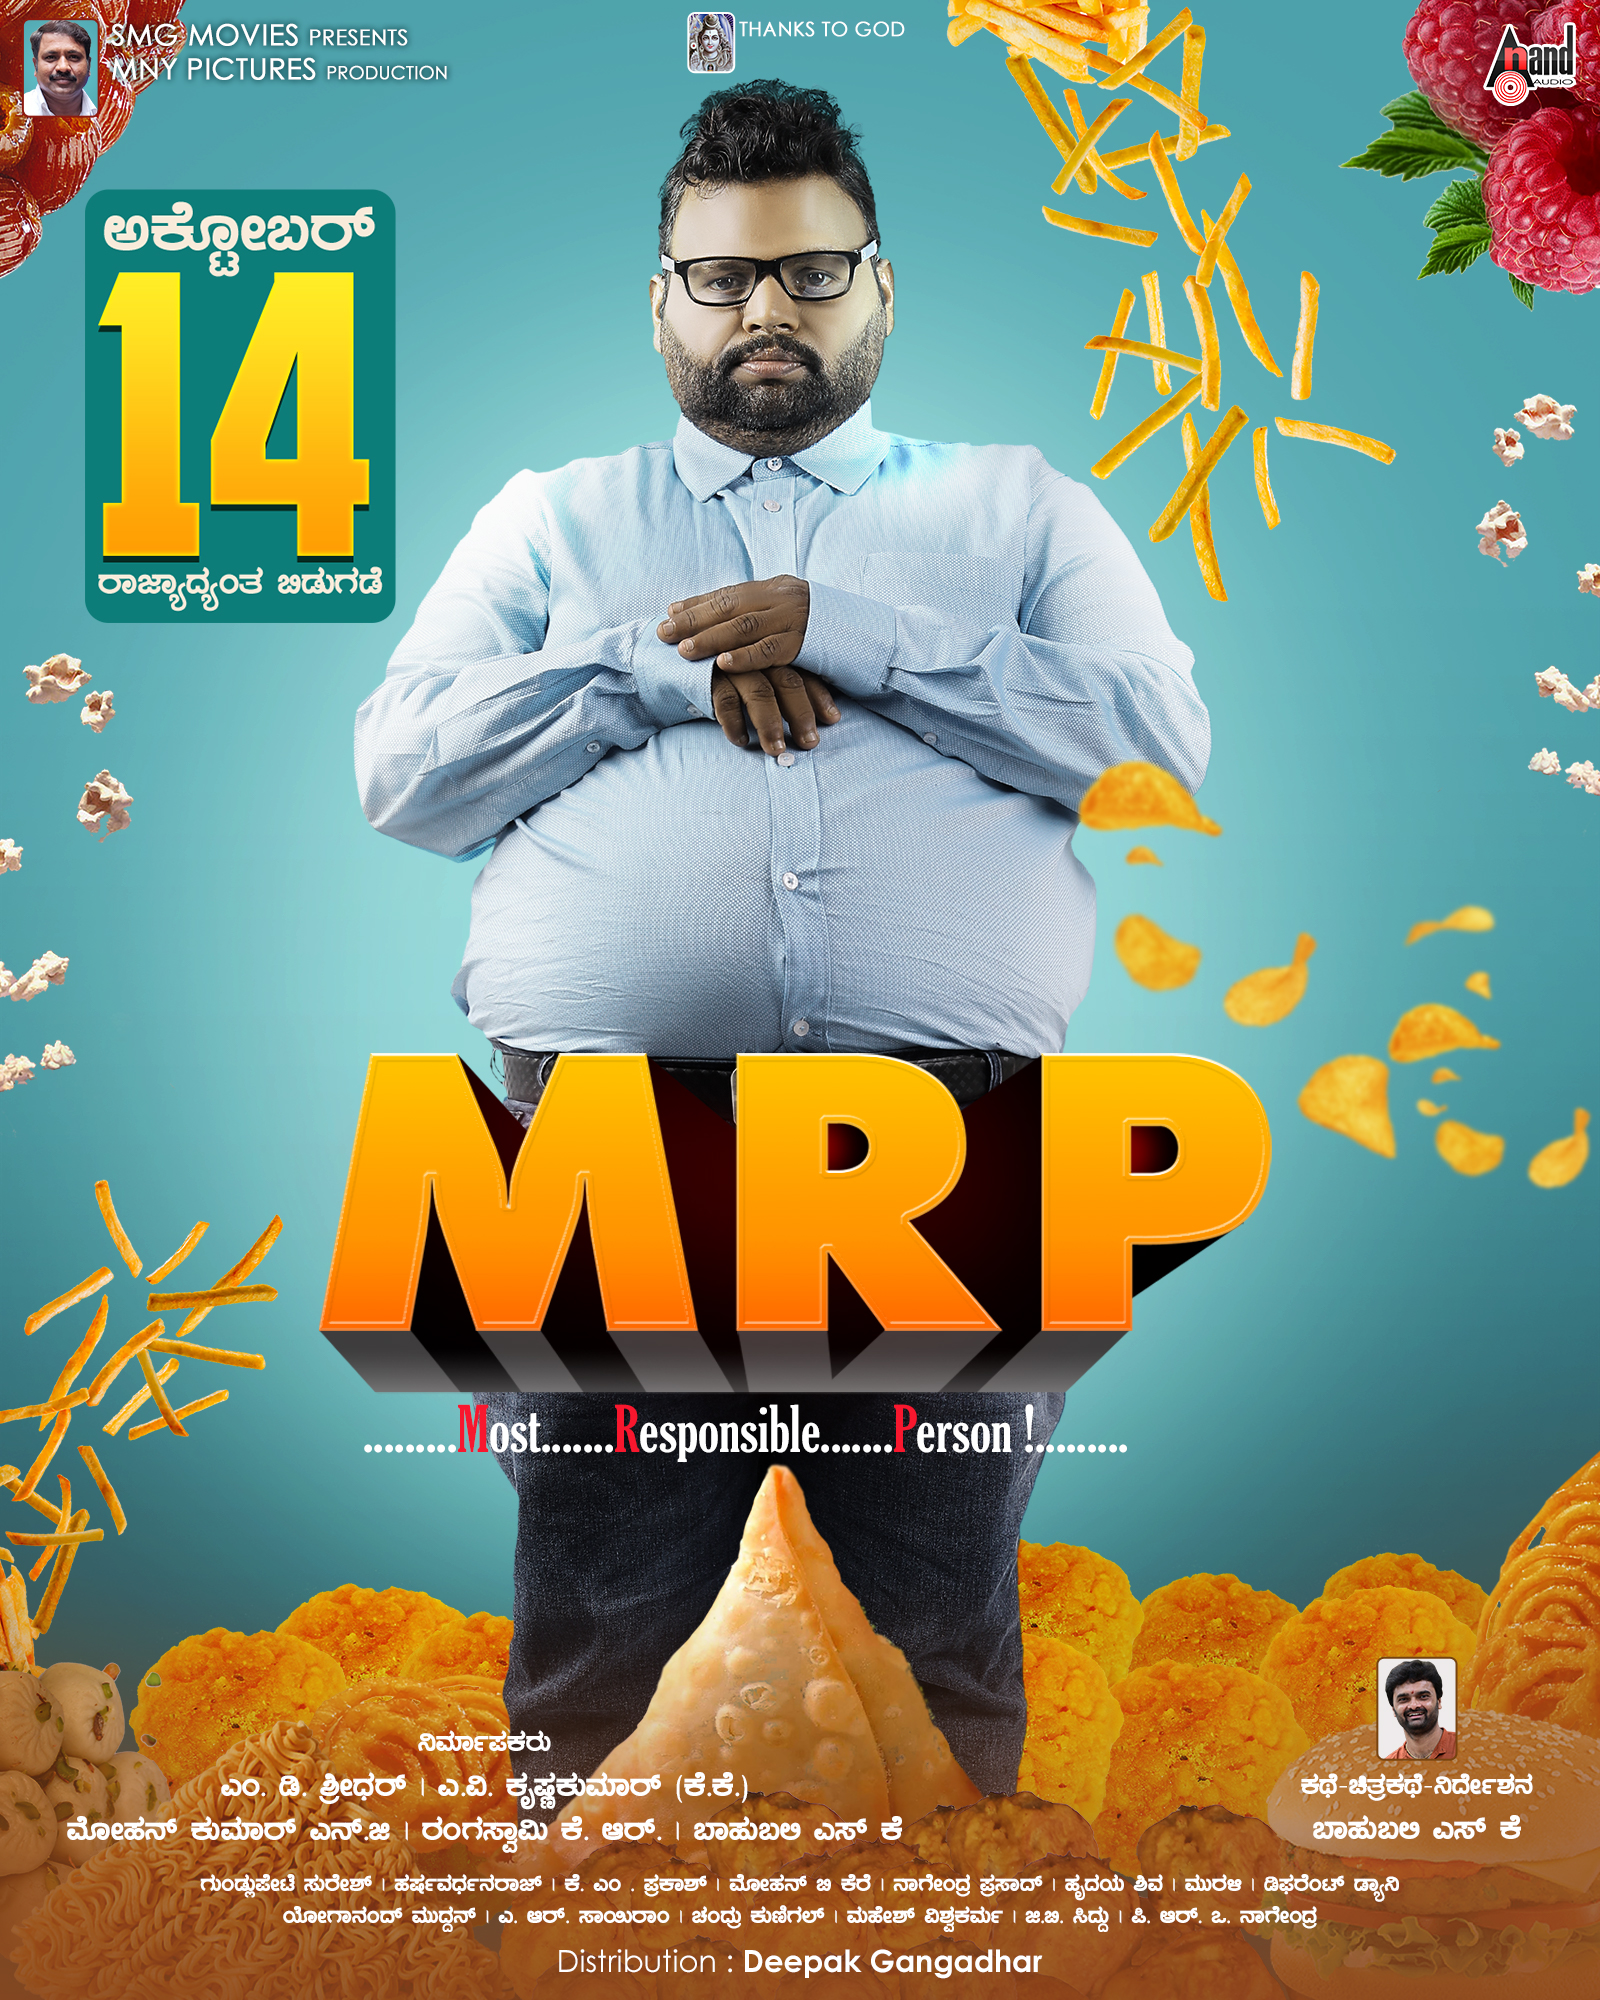 SMG MOVIES PRESENTS
MNY PICTURES PRODUCTION
THANKS TO GOD
Anand
AUDIO
ಅಕ್ಟೋಬರ್
14
ರಾಜ್ಯಾದ್ಯಂತ ಬಿಡುಗಡೆ
MRP
..........Most.......Responsible.......Person !..........
ನಿರ್ಮಾಪಕರು
ಎಂ. ಡಿ. ಶ್ರೀಧರ್ | ಎ.ವಿ. ಕೃಷ್ಣಕುಮಾರ್ (ಕೆ.ಕೆ.)
ಮೋಹನ್ ಕುಮಾರ್ ಎನ್.ಜಿ | ರಂಗಸ್ವಾಮಿ ಕೆ. ಆರ್. | ಬಾಹುಬಲಿ ಎಸ್ ಕೆ
ಕಥೆ-ಚಿತ್ರಕಥೆ-ನಿರ್ದೇಶನ
ಬಾಹುಬಲಿ ಎಸ್ ಕೆ
ಗುಂಡ್ಲುಪೇಟೆ ಸುರೇಶ್ | ಹರ್ಷವರ್ಧನರಾಜ್ | ಕೆ. ಎಂ . ಪ್ರಕಾಶ್ | ಮೋಹನ್ ಬಿ ಕೆರೆ | ನಾಗೇಂದ್ರ ಪ್ರಸಾದ್ | ಹೃದಯ ಶಿವ | ಮುರಳಿ | ಡಿಫರೆಂಟ್ ಡ್ಯಾನಿ
ಯೋಗಾನಂದ್ ಮುದ್ದನ್ | ಎ. ಆರ್. ಸಾಯಿರಾಂ | ಚಂದ್ರು ಕುಣಿಗಲ್ | ಮಹೇಶ್ ವಿಶ್ವಕರ್ಮ | ಜಿ.ಬಿ. ಸಿದ್ದು | ಪಿ. ಆರ್. ಒ. ನಾಗೇಂದ್ರ
Distribution : Deepak Gangadhar